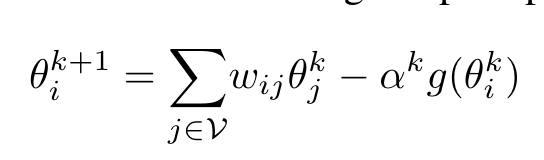 θ_i^{k+1} = ∑_{j∈𝒱} w_{ij} θ_j^k − α^k g(θ_i^k)